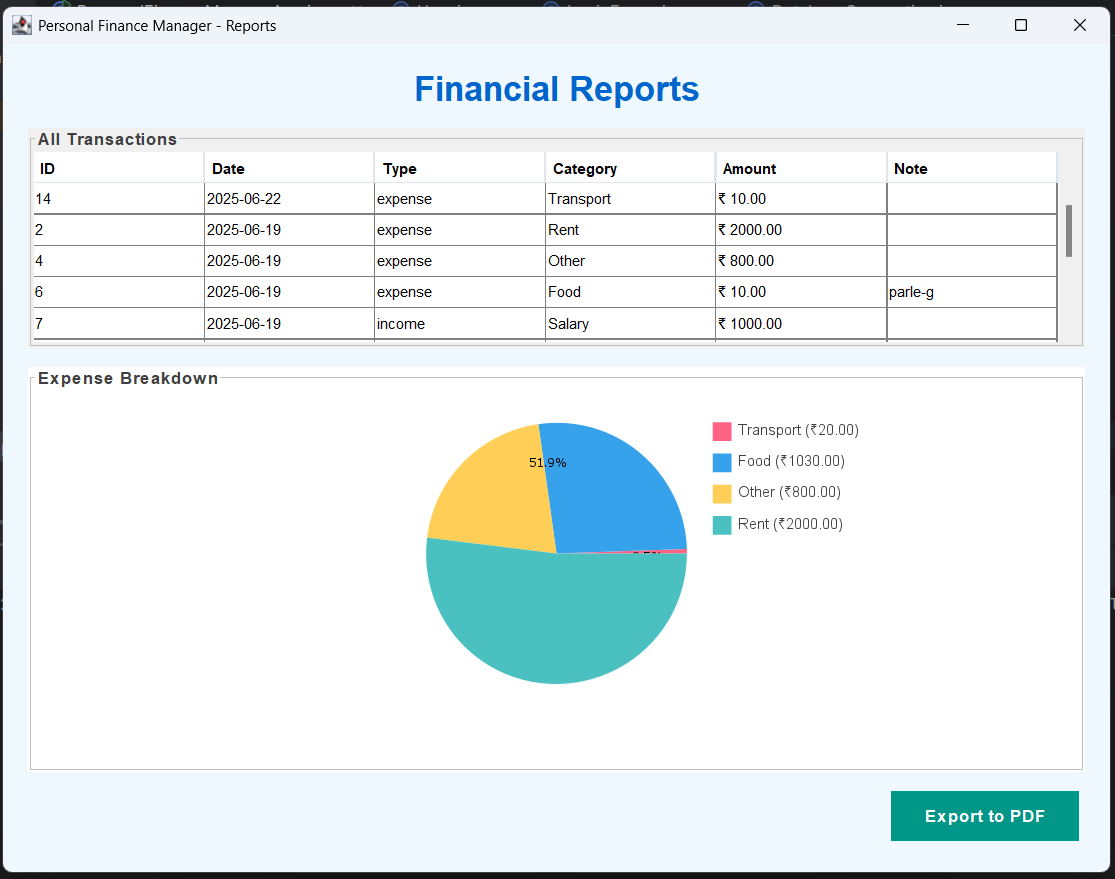 Personal Finance Manager - Reports
Financial Reports
All Transactions
ID Date Type Category Amount Note
14 2025-06-22 expense Transport ₹ 10.00
2 2025-06-19 expense Rent ₹ 2000.00
4 2025-06-19 expense Other ₹ 800.00
6 2025-06-19 expense Food ₹ 10.00 parle-g
7 2025-06-19 income Salary ₹ 1000.00
Expense Breakdown
51.9%
Transport (₹20.00)
Food (₹1030.00)
Other (₹800.00)
Rent (₹2000.00)
Export to PDF